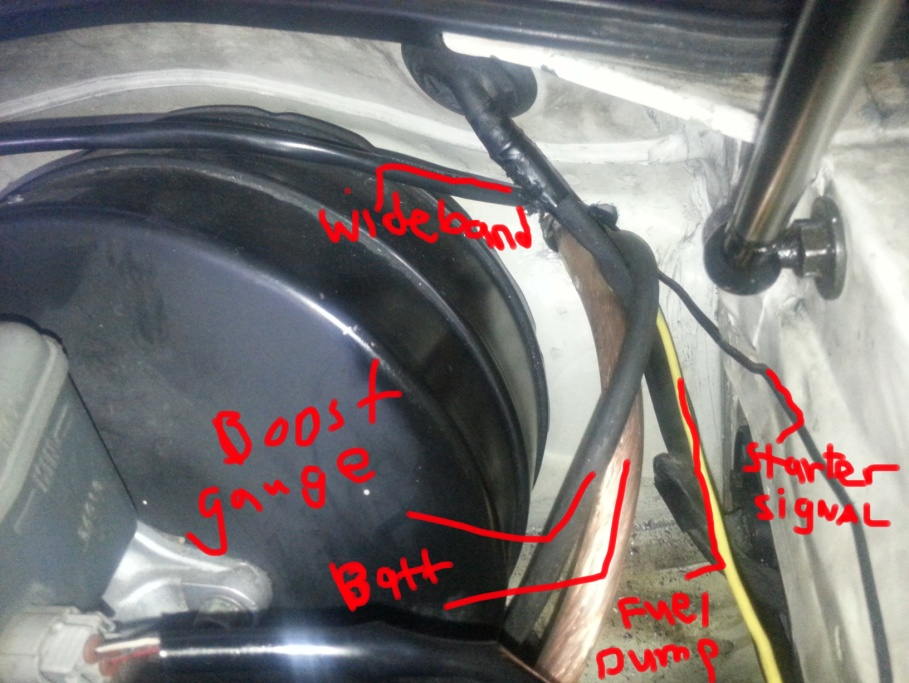 wideband
Boost
gauge
starter
signal
Batt
Fuel
pump